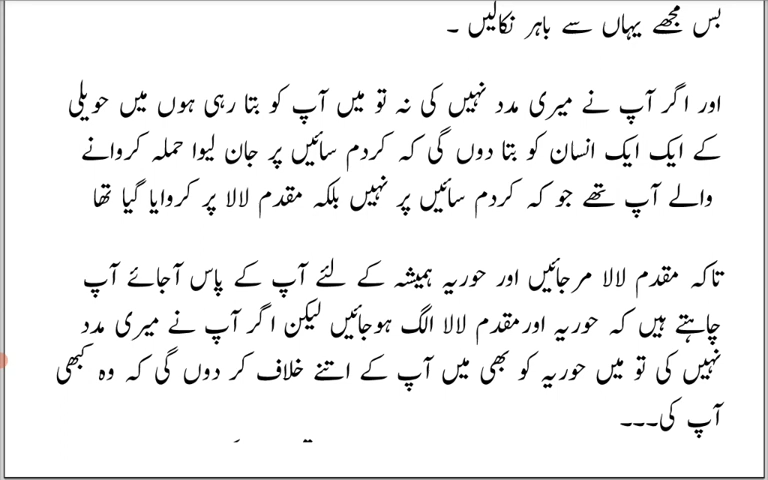 بس مجھے یہاں سے باہر نکالیں ۔
اور اگر آپ نے میری مدد نہیں کی نہ تو میں آپ کو بتا رہی ہوں میں حویلی
کے ایک ایک انسان کو بتا دوں گی کہ کردم سائیں پر جان لیوا حملہ کروانے
والے آپ تھے جو کہ کردم سائیں پر نہیں بلکہ مقدم لالا پر کروایا گیا تھا
تاکہ مقدم لالا مرجائیں اور حوریہ ہمیشہ کے لئے آپ کے پاس آجائے آپ
چاہتے ہیں کہ حوریہ اورمقدم لالا الگ ہوجائیں لیکن اگر آپ نے میری مدد
نہیں کی تو میں حوریہ کو بھی میں آپ کے اتنے خلاف کر دوں گی کہ وہ کبھی
آپ کی۔۔۔